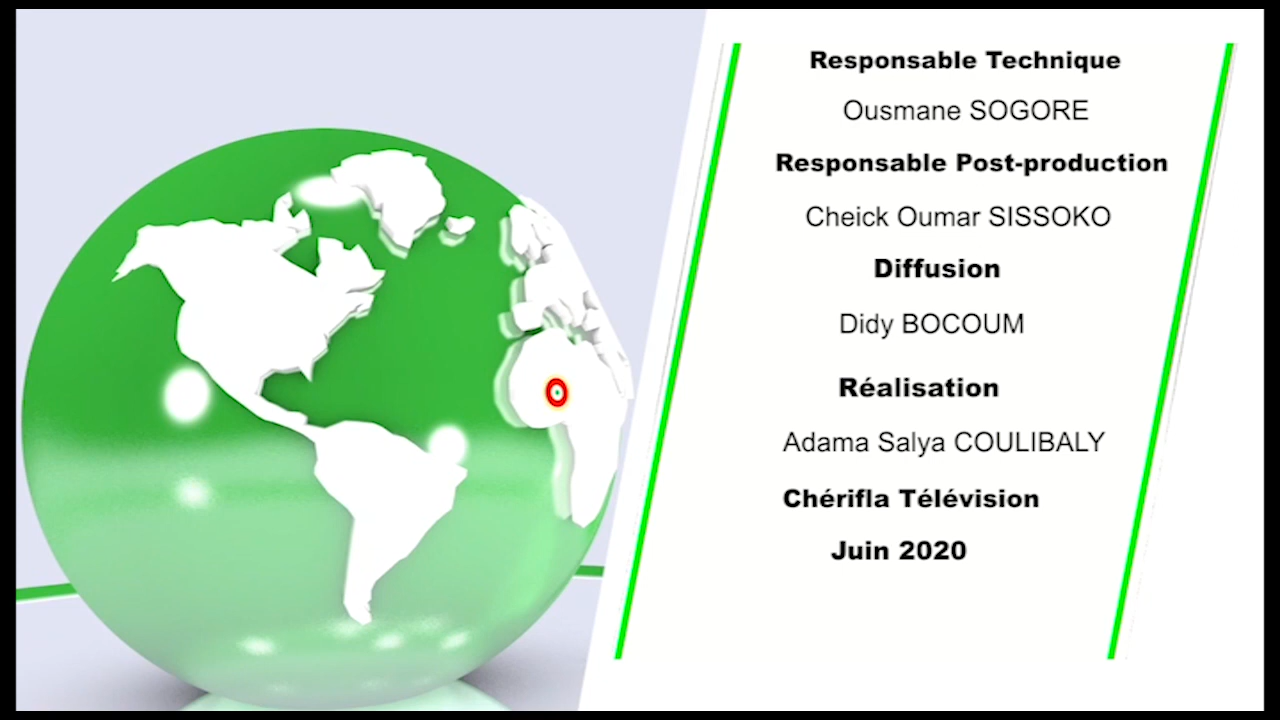 Responsable Technique
Ousmane SOGORE
Responsable Post-production
Cheick Oumar SISSOKO
Diffusion
Didy BOCOUM
Réalisation
Adama Salya COULIBALY
Chérifla Télévision
Juin 2020